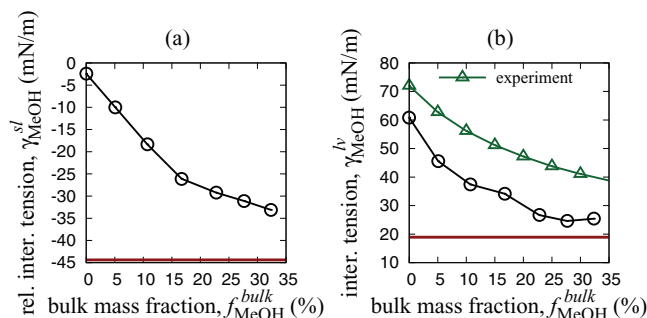 (a)
rel. inter. tension, γ^{sl}_{MeOH} (mN/m)
0
-5
-10
-15
-20
-25
-30
-35
-40
-45
0 5 10 15 20 25 30 35
bulk mass fraction, f^{bulk}_{MeOH} (%)
(b)
inter. tension, γ^{lv}_{MeOH} (mN/m)
80
70
60
50
40
30
20
10
experiment
0 5 10 15 20 25 30 35
bulk mass fraction, f^{bulk}_{MeOH} (%)